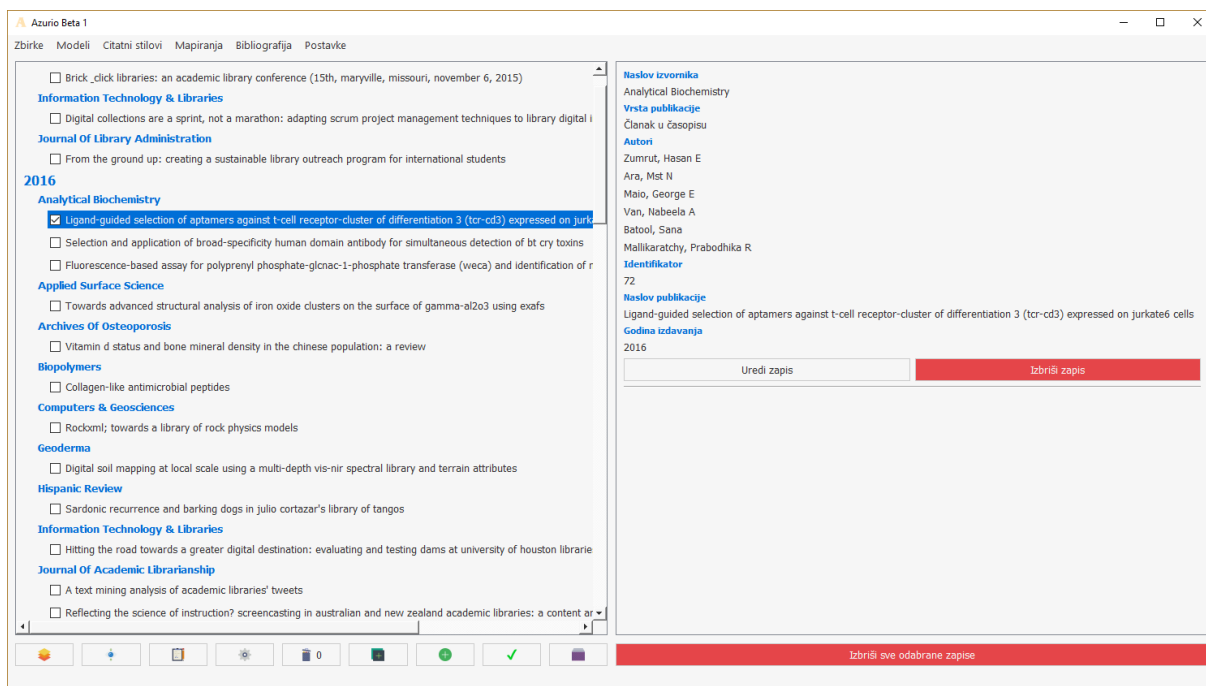 Azurio Beta 1
Zbirke Modeli Citatni stilovi Mapiranja Bibliografija Postavke
Brick _click libraries: an academic library conference (15th, maryville, missouri, november 6, 2015)
Information Technology & Libraries
Digital collections are a sprint, not a marathon: adapting scrum project management techniques to library digital i
Journal Of Library Administration
From the ground up: creating a sustainable library outreach program for international students
2016
Analytical Biochemistry
Ligand-guided selection of aptamers against t-cell receptor-cluster of differentiation 3 (tcr-cd3) expressed on jurka
Selection and application of broad-specificity human domain antibody for simultaneous detection of bt cry toxins
Fluorescence-based assay for polyprenyl phosphate-glcnac-1-phosphate transferase (weca) and identification of
Applied Surface Science
Towards advanced structural analysis of iron oxide clusters on the surface of gamma-al2o3 using exafs
Archives Of Osteoporosis
Vitamin d status and bone mineral density in the chinese population: a review
Biopolymers
Collagen-like antimicrobial peptides
Computers & Geosciences
Rockxml; towards a library of rock physics models
Geoderma
Digital soil mapping at local scale using a multi-depth vis-nir spectral library and terrain attributes
Hispanic Review
Sardonic recurrence and barking dogs in julio cortazar's library of tangos
Information Technology & Libraries
Hitting the road towards a greater digital destination: evaluating and testing dams at university of houston librarie
Journal Of Academic Librarianship
A text mining analysis of academic libraries' tweets
Reflecting the science of instruction? screencasting in australian and new zealand academic libraries: a content ar
0
Naslov izvornika
Analytical Biochemistry
Vrsta publikacije
Članak u časopisu
Autori
Zumrut, Hasan E
Ara, Mst N
Maio, George E
Van, Nabeela A
Batool, Sana
Mallikaratchy, Prabodhika R
Identifikator
72
Naslov publikacije
Ligand-guided selection of aptamers against t-cell receptor-cluster of differentiation 3 (tcr-cd3) expressed on jurkate6 cells
Godina izdavanja
2016
Uredi zapis Izbriši zapis
Izbriši sve odabrane zapise